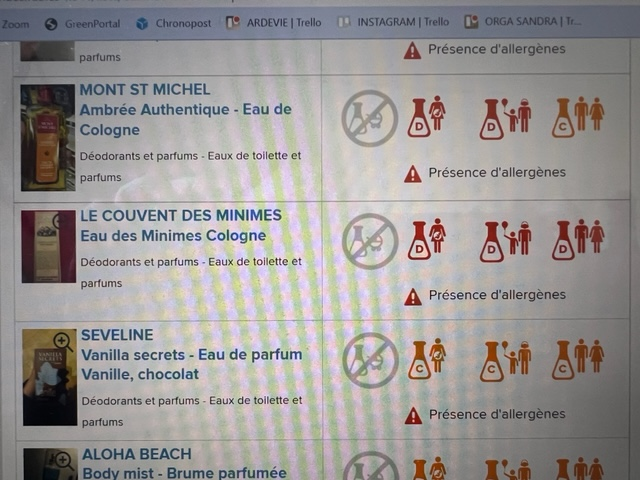 Zoom GreenPortal Chronopost ARDEVIE | Trello INSTAGRAM | Trello ORGA SANDRA | Tr...
parfums
Présence d'allergènes
MONT ST MICHEL
Ambrée Authentique - Eau de
Cologne
Déodorants et parfums - Eaux de toilette et
parfums
D D C
Présence d'allergènes
LE COUVENT DES MINIMES
Eau des Minimes Cologne
Déodorants et parfums - Eaux de toilette et
parfums
D D D
Présence d'allergènes
SEVELINE
Vanilla secrets - Eau de parfum
Vanille, chocolat
Déodorants et parfums - Eaux de toilette et
parfums
VANILLA
SECRETS
C C C
Présence d'allergènes
ALOHA BEACH
Body mist - Brume parfumée